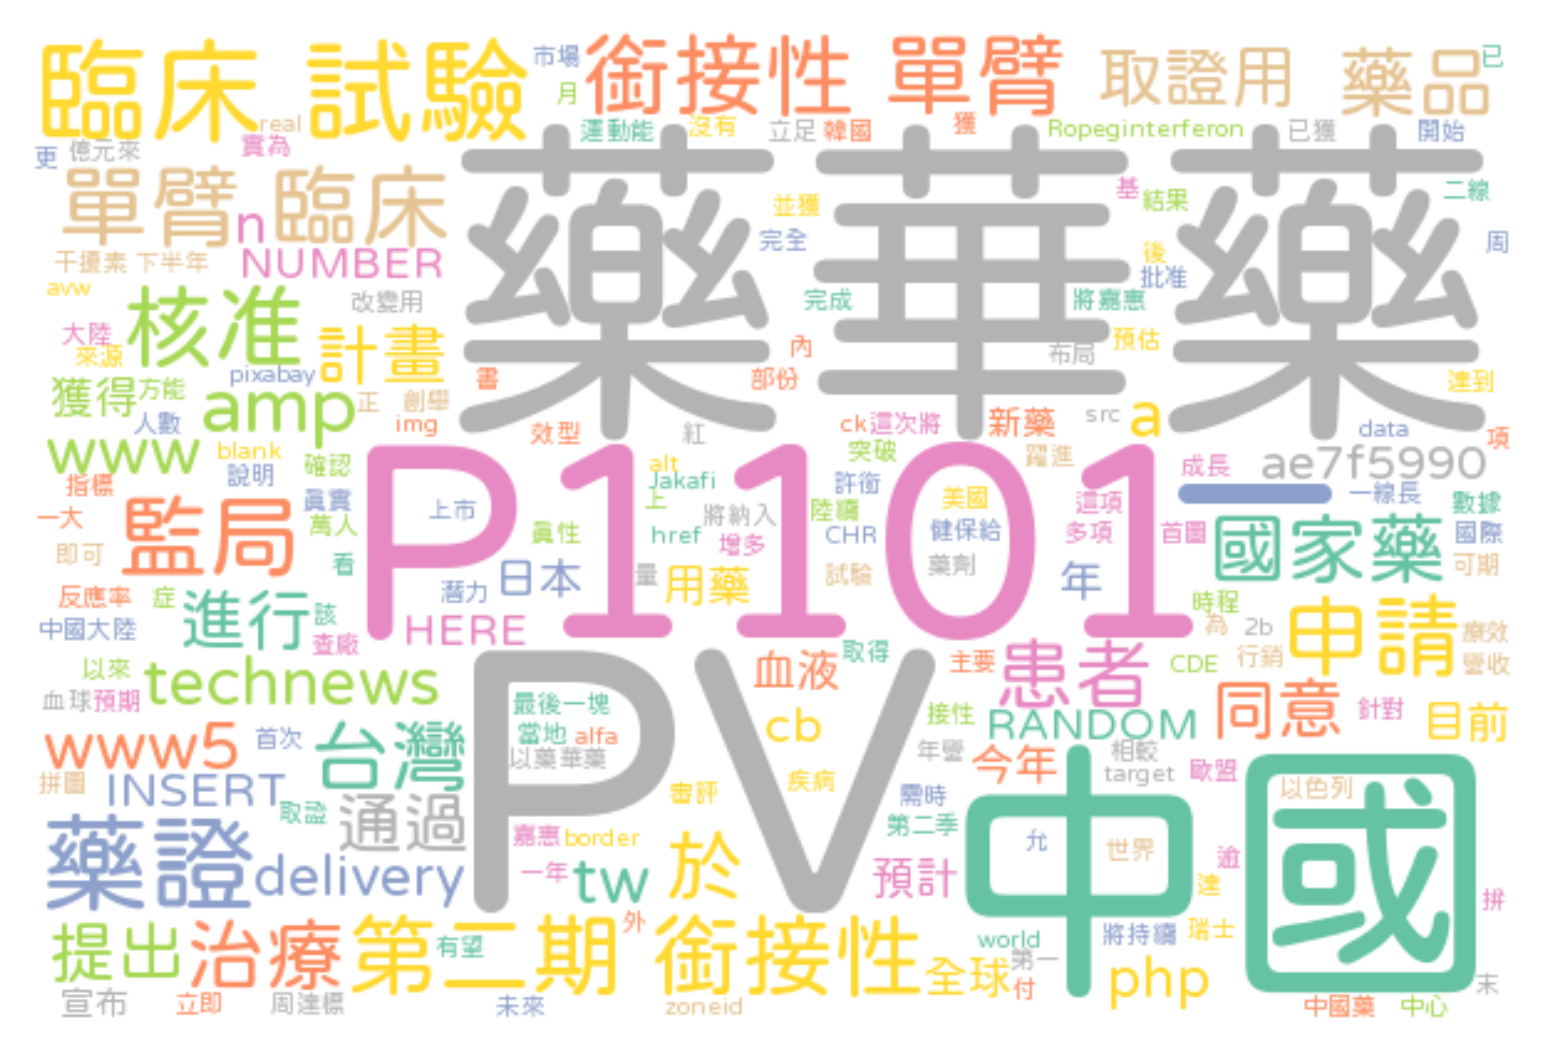 臨床 試驗 市場 月 銜接性 單臂 取證用 藥品 已
real 實為 運動能 沒有 立足 韓國 獲 Ropeginterferon 已獲 開始
更 億元來
單臂 n 臨床 藥華藥 並獲 基 結果 二線
完全 周
干擾素 下半年 NUMBER 後 批准
avw 改變用 完成 將嘉惠
大陸 核准 計畫 內 布局 預估
來源 pixabay 書 部份 達到
獲得 方能 amp 正 創舉
人數 img 效型 紅 ck 這次將 新藥 src a data 項
www blank 說明 確認 P1101 alt Jakafi 突破 躍進 成長 ae7f5990
指標 監局 真實 上市 上 將納入 陸續 許銜 美國 這項 一 一線長 數據
一大 萬人 真性 href 增多 CHR 健保給 多項 首圖 國家藥 國際
即可 看 潛力 日本 量 用藥 試驗 藥劑 年 可期
反應率 症 進行 該 時程
中國大陸 查廠 HERE 為 2b 申請 療效
以來 technews PV 血液 取得 主要 患者 CDE 行銷 營收
血球 預期 最後一塊 cb 接性 RANDOM 同意 針對 目前
www5 首次 台灣 當地 alfa 年營 今年 相較
拼圖 INSERT 以藥華藥 疾病 target 歐盟 以色列
取證 通過 審評 需時 中國
藥證 delivery 嘉惠 border 於 第二季 允 世界 逾
一年 tw 預計 達 拼
提出 治療 第二期 有望 外 銜接性 world 將持續 瑞士
全球 第一 php
宣布 立即 周達標 未來 zoneid 付 中國藥 中心 末